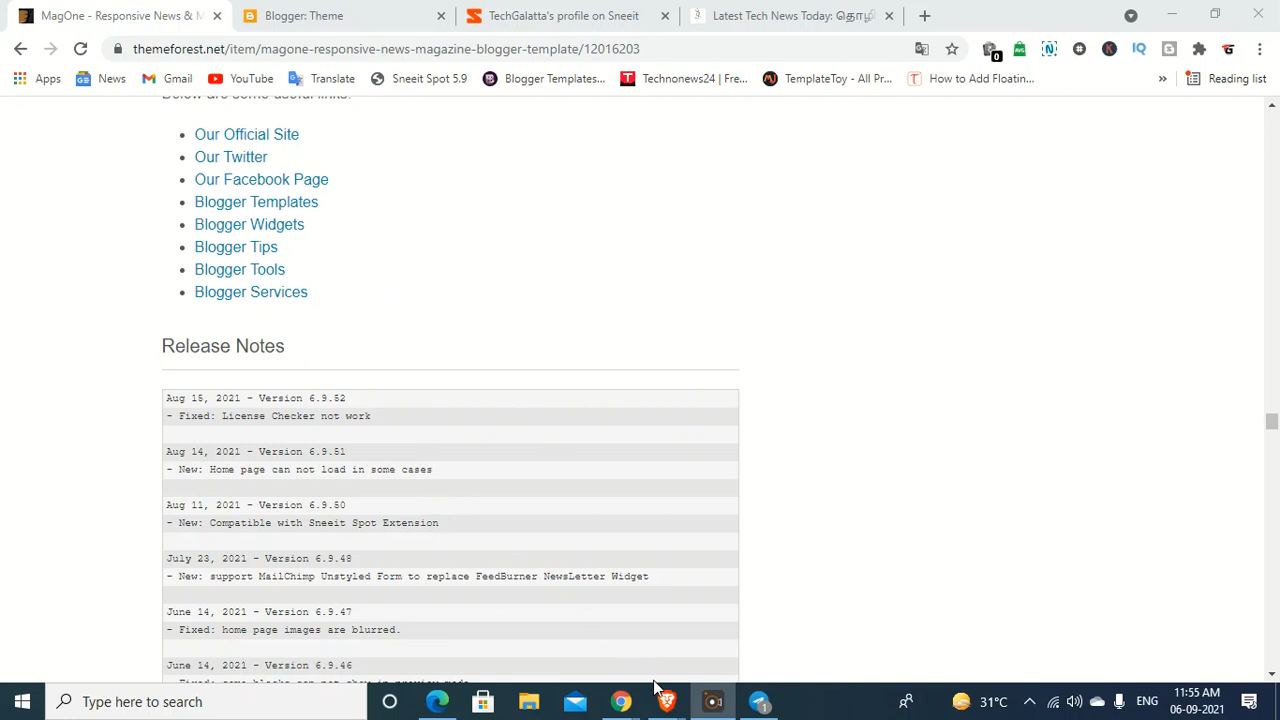 MagOne - Responsive News & M
Blogger: Theme
TechGalatta's profile on Sneeit
Latest Tech News Today: தொழி
themeforest.net/item/magone-responsive-news-magazine-blogger-template/12016203
Apps
News
Gmail
YouTube
Translate
Sneeit Spot 5.9
Blogger Templates...
Technonews24 | Fre...
TemplateToy - All Pr...
How to Add Floatin...
Reading list
Below are some useful links:
Our Official Site
Our Twitter
Our Facebook Page
Blogger Templates
Blogger Widgets
Blogger Tips
Blogger Tools
Blogger Services
Release Notes
Aug 15, 2021 - Version 6.9.52
- Fixed: License Checker not work
Aug 14, 2021 - Version 6.9.51
- New: Home page can not load in some cases
Aug 11, 2021 - Version 6.9.50
- New: Compatible with Sneeit Spot Extension
July 23, 2021 - Version 6.9.48
- New: support MailChimp Unstyled Form to replace FeedBurner NewsLetter Widget
June 14, 2021 - Version 6.9.47
- Fixed: home page images are blurred.
June 14, 2021 - Version 6.9.46
Type here to search
31°C
ENG
11:55 AM
06-09-2021